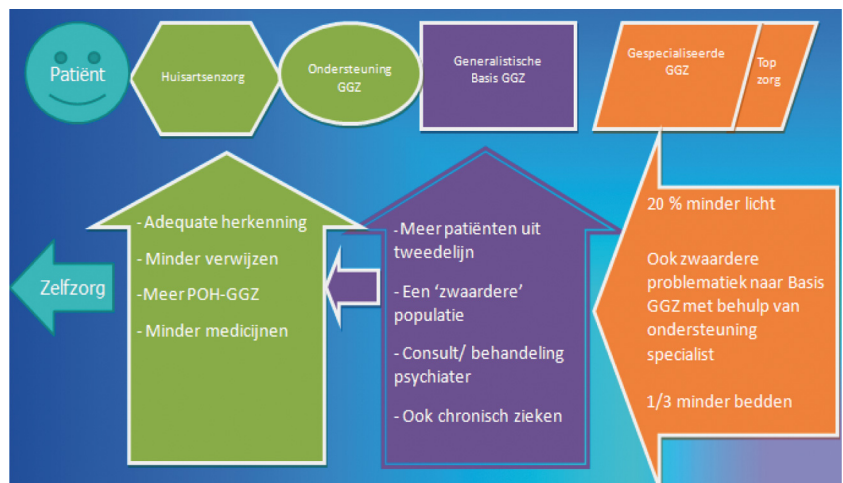 Patiënt
Huisartsenzorg
Ondersteuning
GGZ
Generalistische
Basis GGZ
Gespecialiseerde
GGZ
Top
zorg
Zelfzorg
- Adequate herkenning
- Minder verwijzen
-Meer POH-GGZ
- Minder medicijnen
- Meer patiënten uit
tweedelijn
- Een ‘zwaardere’
populatie
- Consult/ behandeling
psychiater
- Ook chronisch zieken
20 % minder licht
Ook zwaardere
problematiek naar Basis
GGZ met behulp van
ondersteuning
specialist
1/3 minder bedden